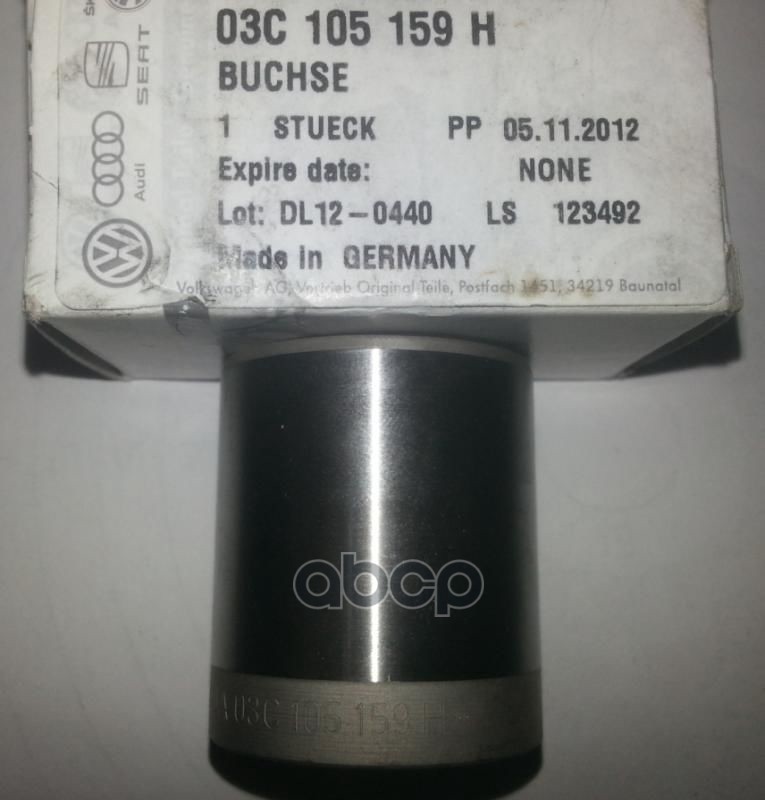 03C 105 159 H
BUCHSE
1 STUECK PP 05.11.2012
Expire date: NONE
Lot: DL12-0440 LS 123492
Made in GERMANY
Volkswagen AG, Vertrieb Original Teile, Postfach 1451, 34219 Baunatal
SEAT
Audi
abcp
03C 105 159 H